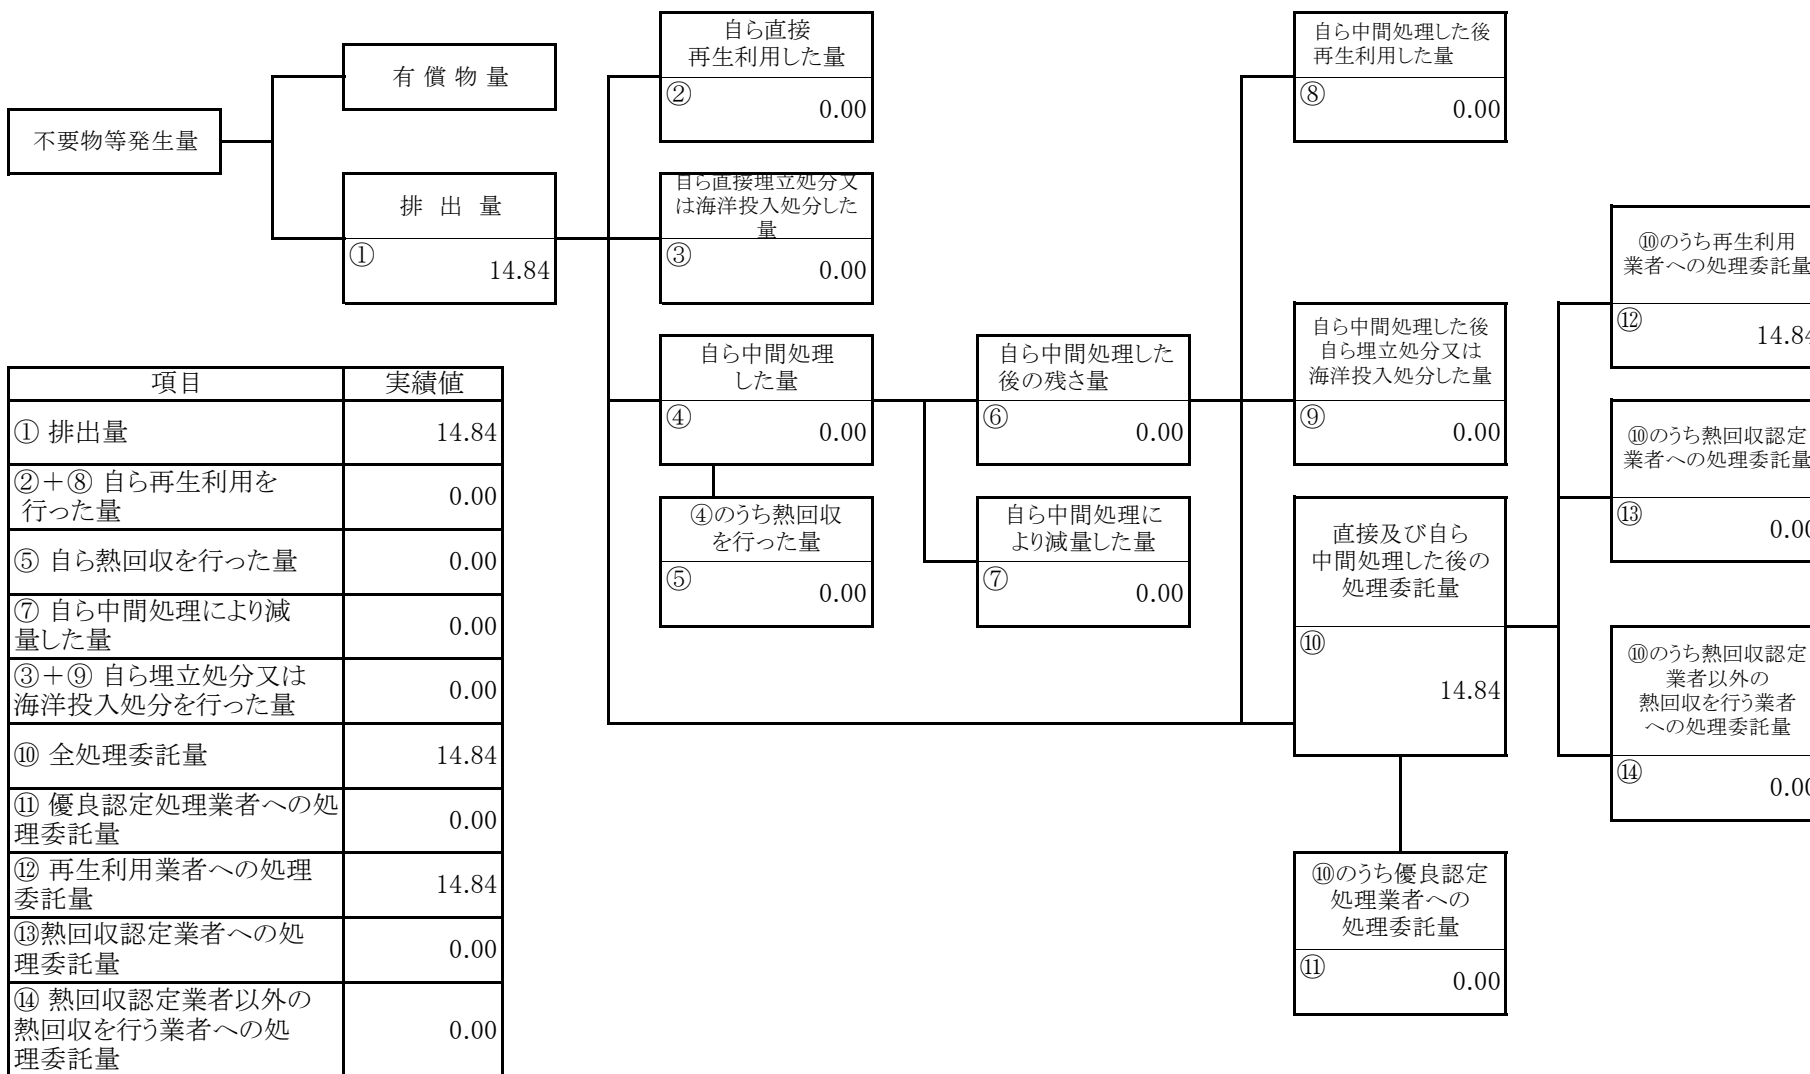 不要物等発生量
有 償 物 量
排 出 量
①
14.84
自ら直接
再生利用した量
②
0.00
自ら直接埋立処分又
は海洋投入処分した
量
③
0.00
自ら中間処理
した量
④
0.00
④のうち熱回収
を行った量
⑤
0.00
自ら中間処理した
後の残さ量
⑥
0.00
自ら中間処理に
より減量した量
⑦
0.00
自ら中間処理した後
再生利用した量
⑧
0.00
自ら中間処理した後
自ら埋立処分又は
海洋投入処分した量
⑨
0.00
直接及び自ら
中間処理した後の
処理委託量
⑩
14.84
⑩のうち優良認定
処理業者への
処理委託量
⑪
0.00
⑩のうち再生利用
業者への処理委託量
⑫
14.84
⑩のうち熱回収認定
業者への処理委託量
⑬
0.00
⑩のうち熱回収認定
業者以外の
熱回収を行う業者
への処理委託量
⑭
0.00
項目 実績値
① 排出量 14.84
②＋⑧ 自ら再生利用を
行った量 0.00
⑤ 自ら熱回収を行った量 0.00
⑦ 自ら中間処理により減
量した量 0.00
③＋⑨ 自ら埋立処分又は
海洋投入処分を行った量 0.00
⑩ 全処理委託量 14.84
⑪ 優良認定処理業者への処
理委託量 0.00
⑫ 再生利用業者への処理
委託量 14.84
⑬熱回収認定業者への処
理委託量 0.00
⑭ 熱回収認定業者以外の
熱回収を行う業者への処
理委託量 0.00